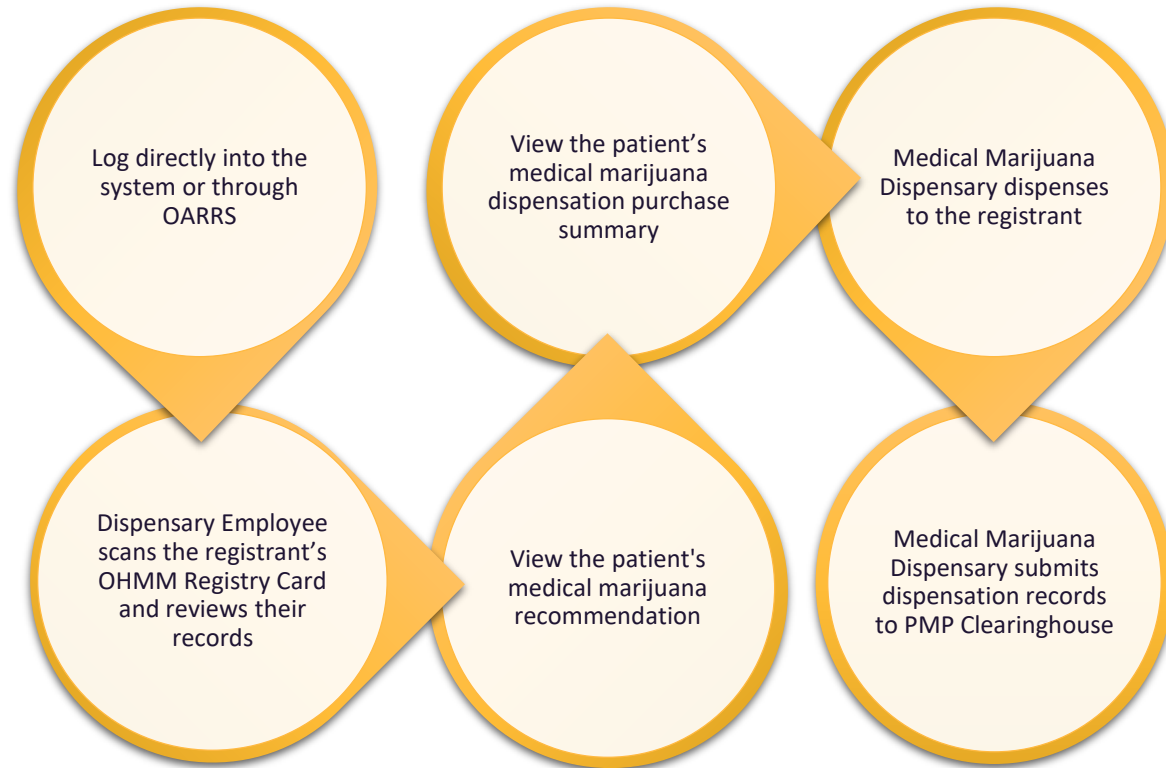 Log directly into the
system or through
OARRS
Dispensary Employee
scans the registrant’s
OHMM Registry Card
and reviews their
records
View the patient's
medical marijuana
recommendation
View the patient’s
medical marijuana
dispensation purchase
summary
Medical Marijuana
Dispensary dispenses
to the registrant
Medical Marijuana
Dispensary submits
dispensation records
to PMP Clearinghouse